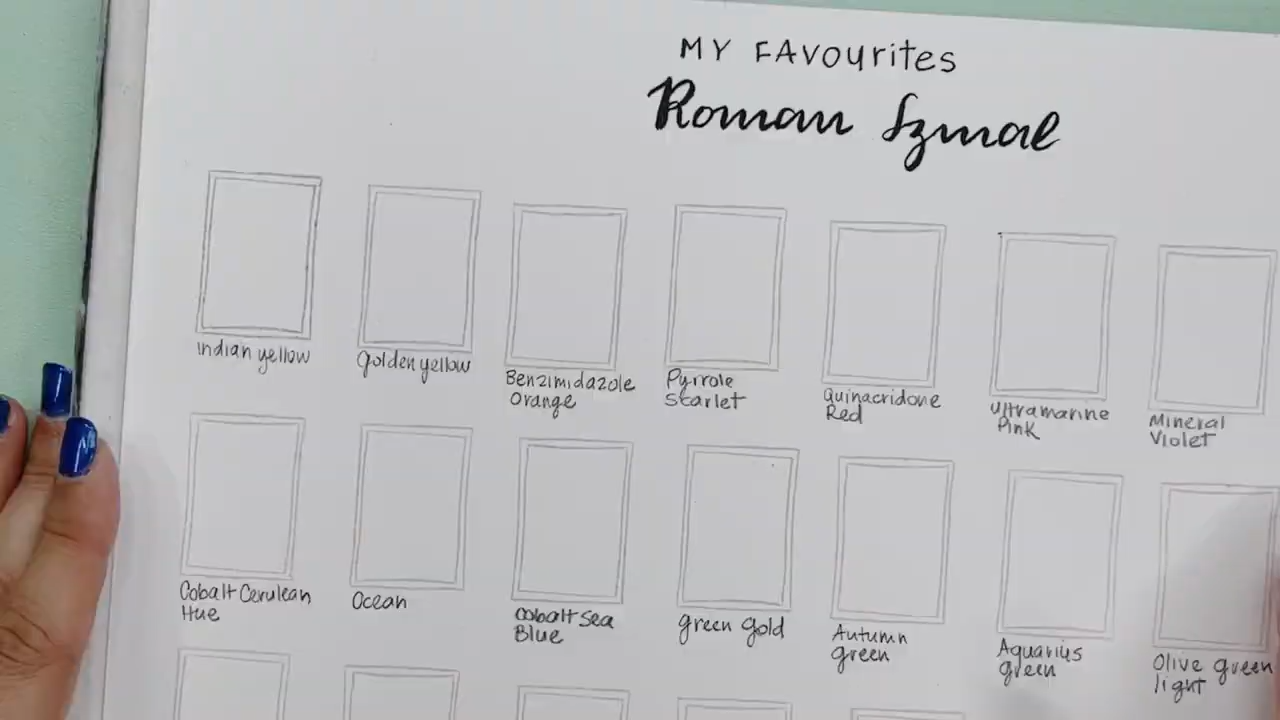 MY FAVourites
Roman Szmal
Indian yellow
Golden yellow
Benzimidazole
Orange
Pyrrole
Scarlet
Quinacridone
Red
Ultramarine
Pink
Mineral
Violet
Cobalt Cerulean
Hue
Ocean
Cobalt Sea
Blue
green gold
Autumn
green
Aquarius
green
Olive green
light